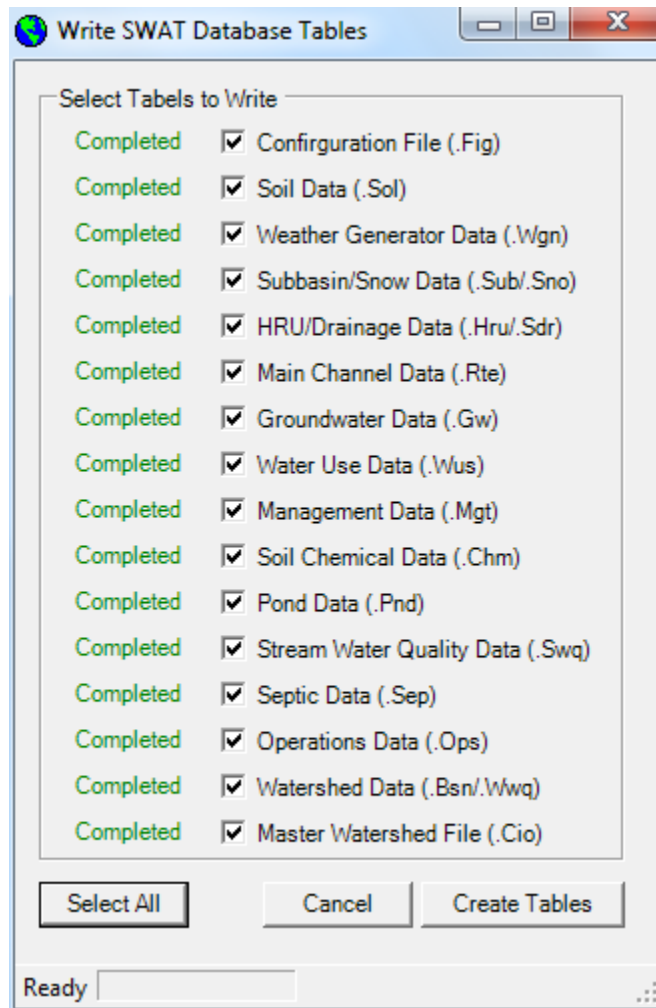 Write SWAT Database Tables
Select Tabels to Write
Completed Confirguration File (.Fig)
Completed Soil Data (.Sol)
Completed Weather Generator Data (.Wgn)
Completed Subbasin/Snow Data (.Sub/.Sno)
Completed HRU/Drainage Data (.Hru/.Sdr)
Completed Main Channel Data (.Rte)
Completed Groundwater Data (.Gw)
Completed Water Use Data (.Wus)
Completed Management Data (.Mgt)
Completed Soil Chemical Data (.Chm)
Completed Pond Data (.Pnd)
Completed Stream Water Quality Data (.Swq)
Completed Septic Data (.Sep)
Completed Operations Data (.Ops)
Completed Watershed Data (.Bsn/.Wwq)
Completed Master Watershed File (.Cio)
Select All Cancel Create Tables
Ready